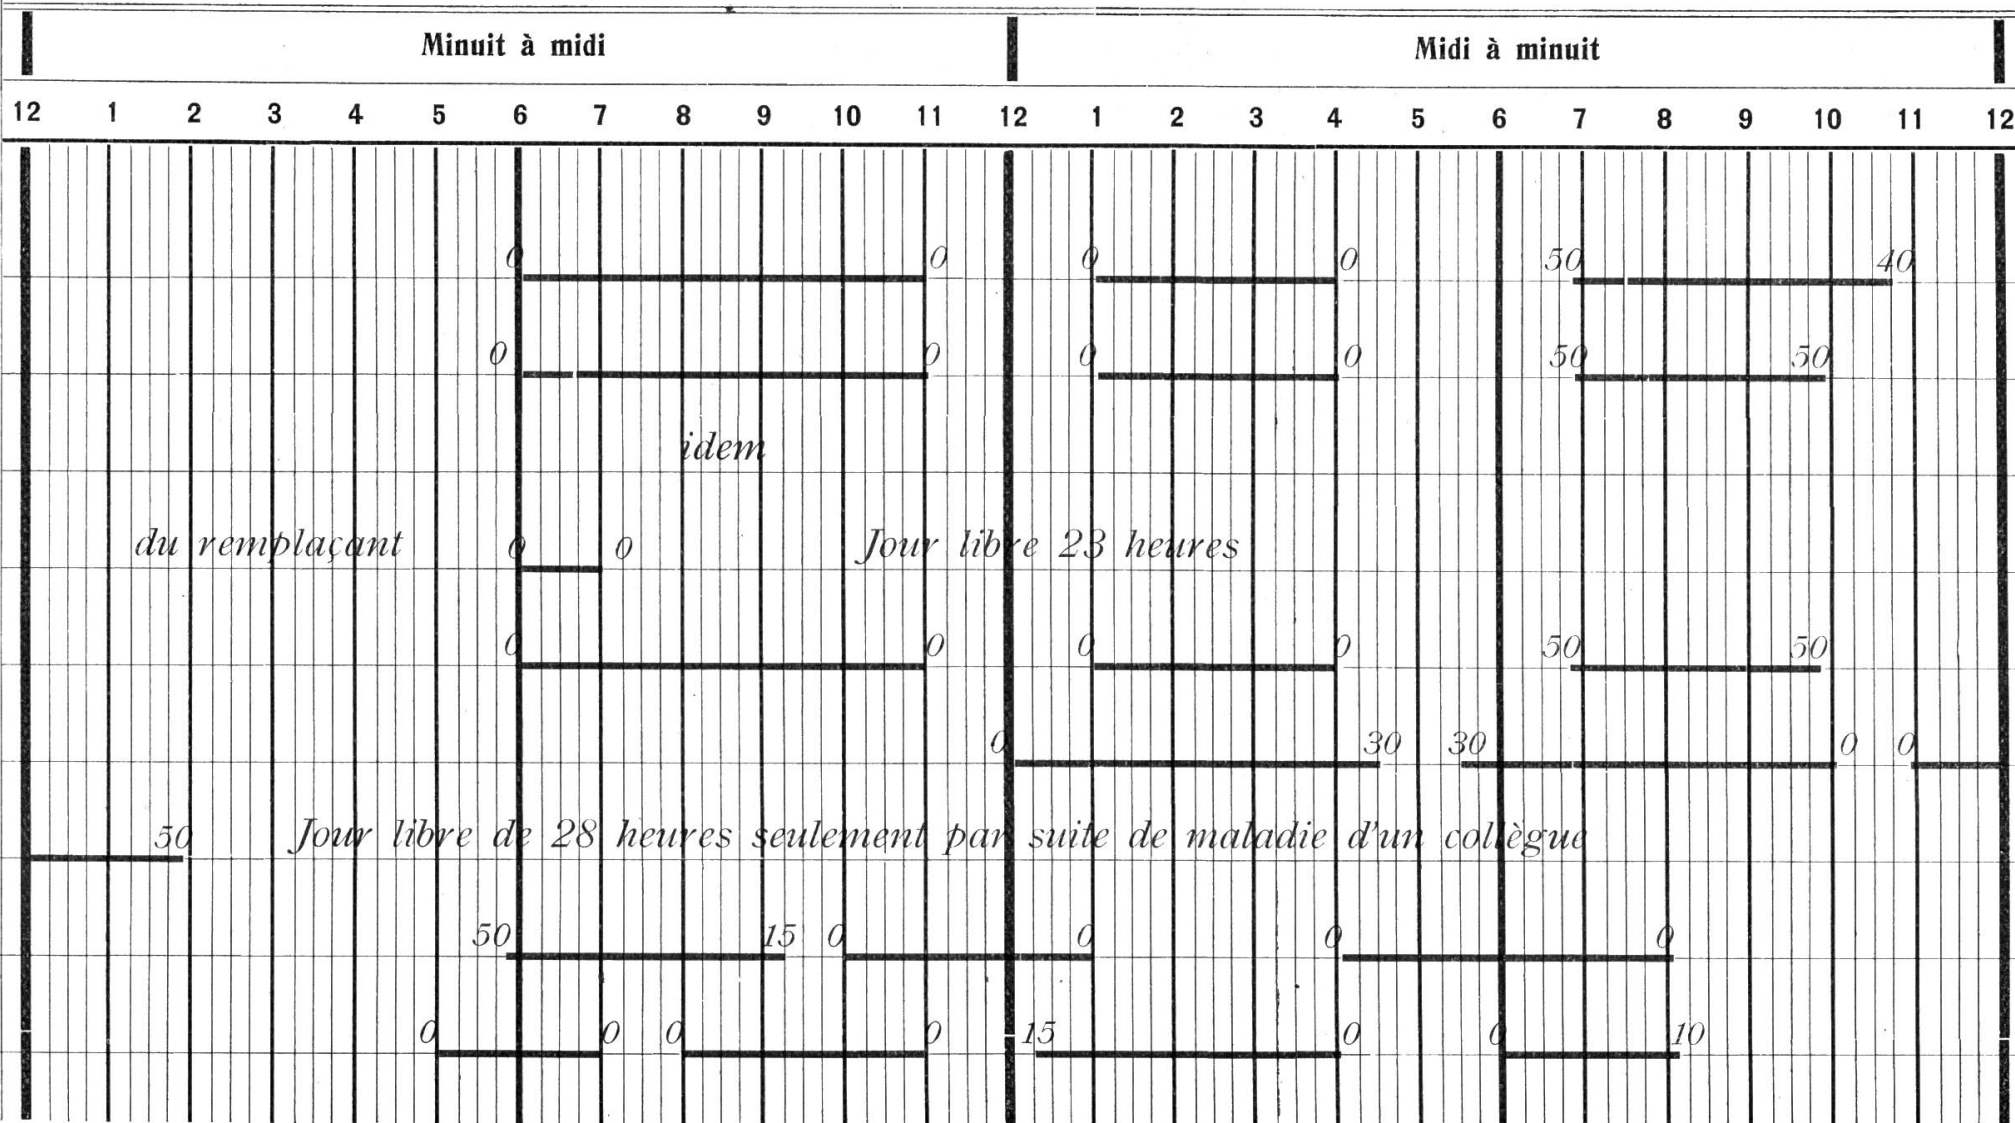 Minuit à midi Midi à minuit
12 1 2 3 4 5 6 7 8 9 10 11 12 1 2 3 4 5 6 7 8 9 10 11 12
0 0 0 0 50 40
0 0 0 0 50 50
idem
du remplaçant 0 0 Jour libre 23 heures
0 0 0 0 50 50
0 30 30 0 0
50 Jour libre de 28 heures seulement par suite de maladie d'un collègue
50 15 0 0 0 0
0 0 0 0 15 0 0 10